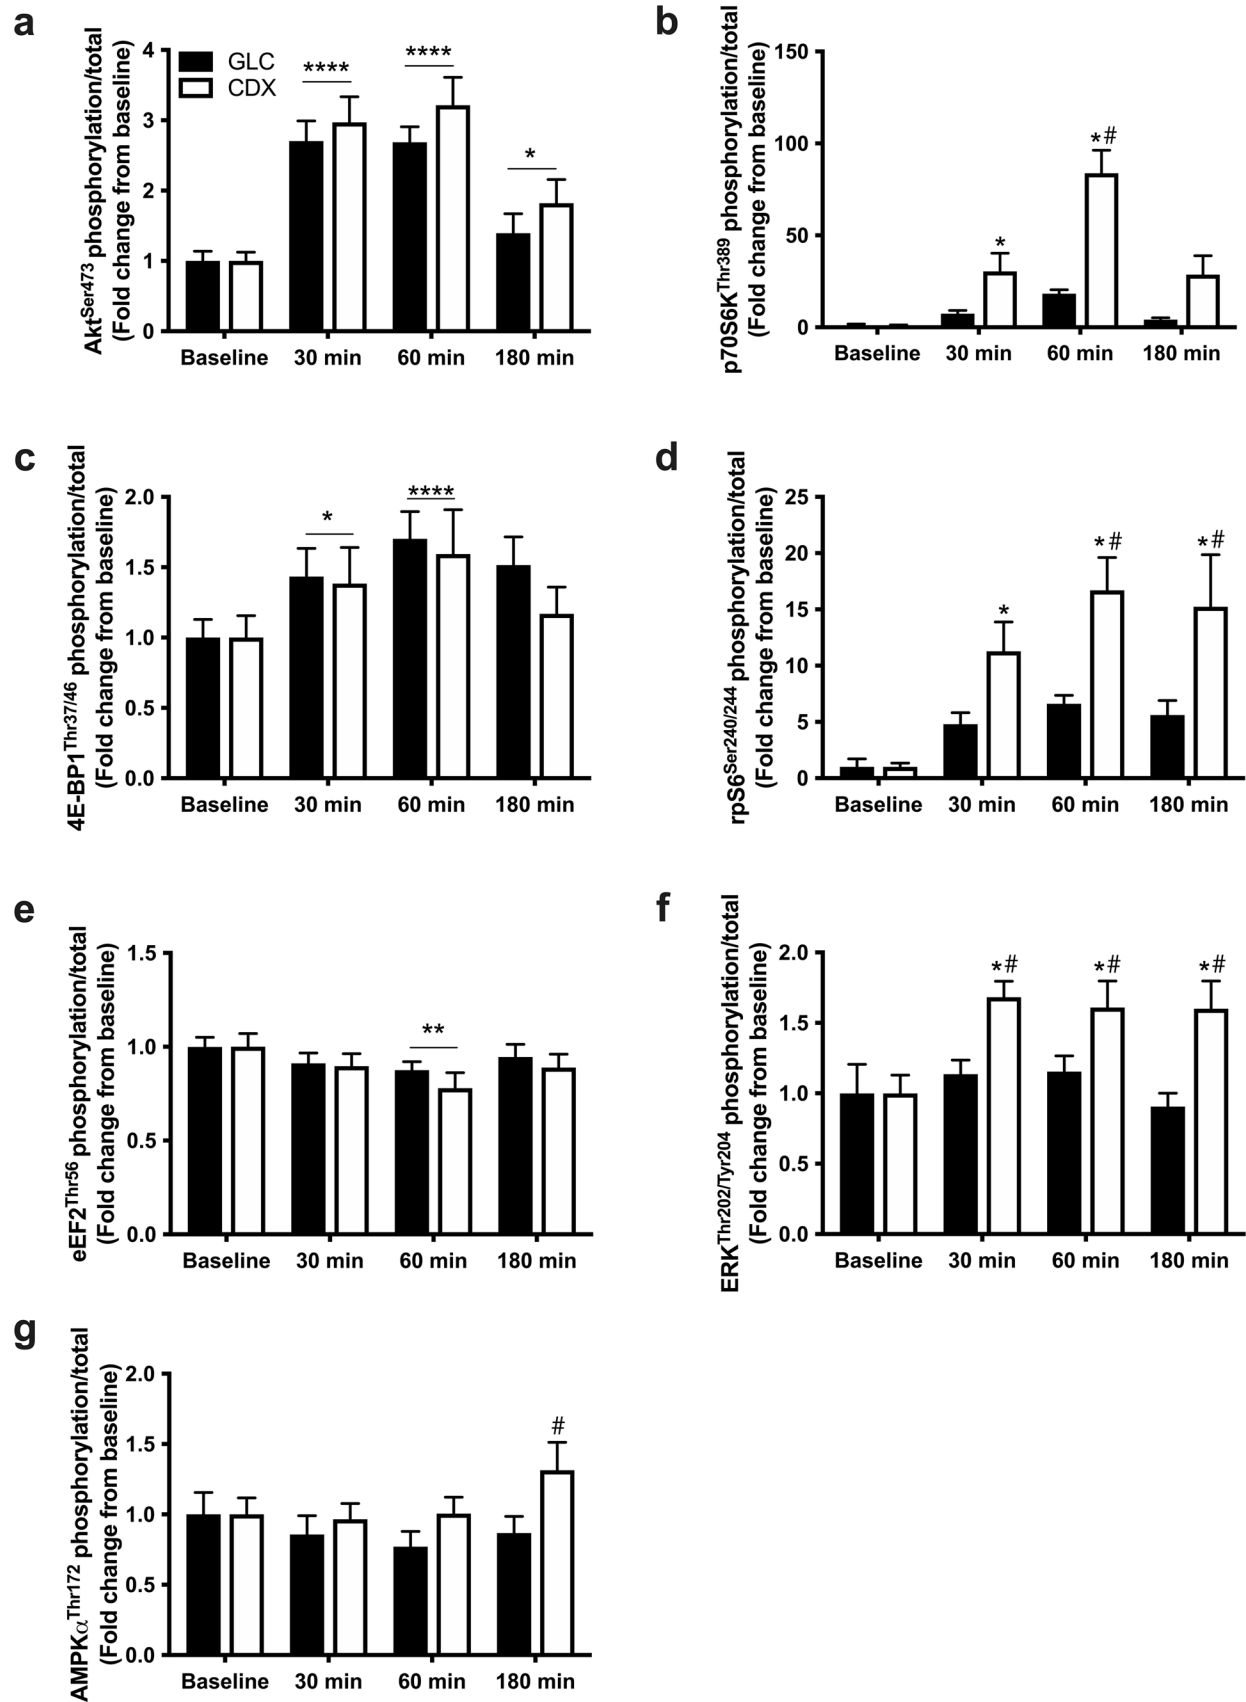 a
Akt^Ser473 phosphorylation/total
(Fold change from baseline)
4
3
2
1
0
GLC
CDX
****
****
*
Baseline 30 min 60 min 180 min
b
p70S6K^Thr389 phosphorylation/total
(Fold change from baseline)
150
100
50
0
*
*#
Baseline 30 min 60 min 180 min
c
4E-BP1^Thr37/46 phosphorylation/total
(Fold change from baseline)
2.0
1.5
1.0
0.5
0.0
*
****
Baseline 30 min 60 min 180 min
d
rpS6^Ser240/244 phosphorylation/total
(Fold change from baseline)
25
20
15
10
5
0
*
*#
*#
Baseline 30 min 60 min 180 min
e
eEF2^Thr56 phosphorylation/total
(Fold change from baseline)
1.5
1.0
0.5
0.0
**
Baseline 30 min 60 min 180 min
f
ERK^Thr202/Tyr204 phosphorylation/total
(Fold change from baseline)
2.0
1.5
1.0
0.5
0.0
*#
*#
*#
Baseline 30 min 60 min 180 min
g
AMPKα^Thr172 phosphorylation/total
(Fold change from baseline)
2.0
1.5
1.0
0.5
0.0
#
Baseline 30 min 60 min 180 min